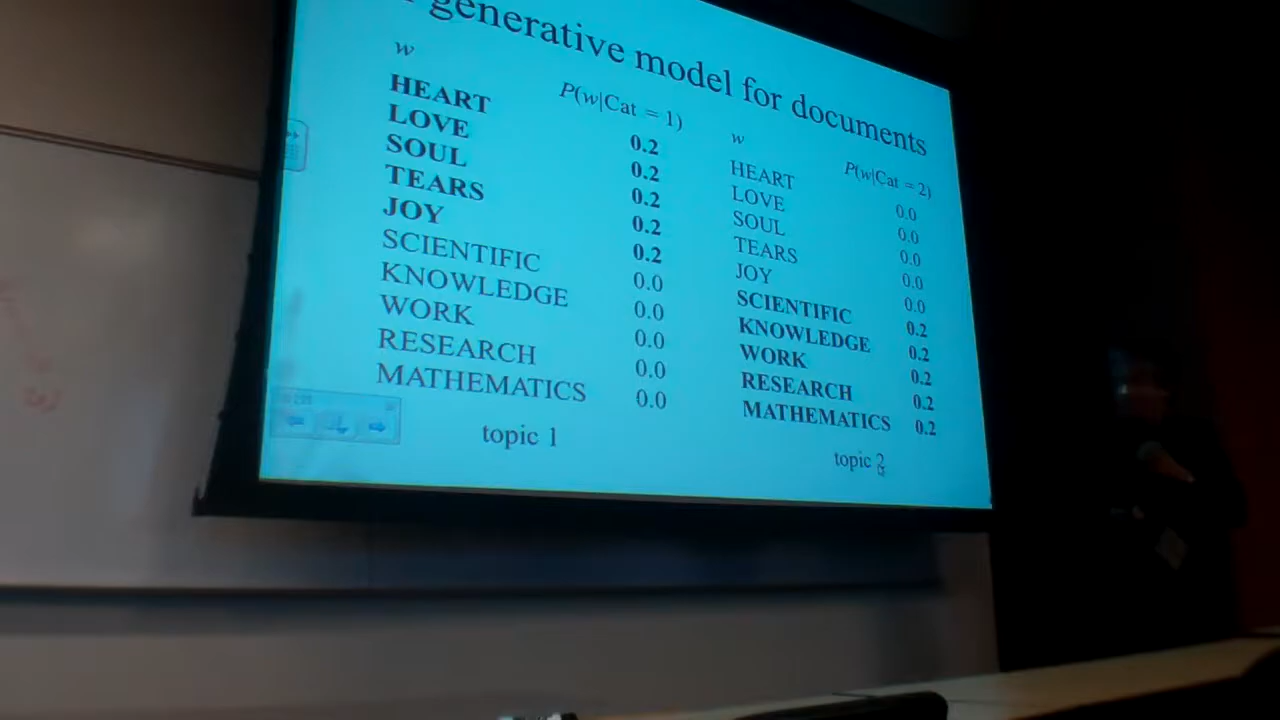 generative model for documents
w P(w|Cat = 1)
HEART 0.2
LOVE 0.2
SOUL 0.2
TEARS 0.2
JOY 0.2
SCIENTIFIC 0.0
KNOWLEDGE 0.0
WORK 0.0
RESEARCH 0.0
MATHEMATICS 0.0
topic 1
w P(w|Cat = 2)
HEART 0.0
LOVE 0.0
SOUL 0.0
TEARS 0.0
JOY 0.0
SCIENTIFIC 0.2
KNOWLEDGE 0.2
WORK 0.2
RESEARCH 0.2
MATHEMATICS 0.2
topic 2